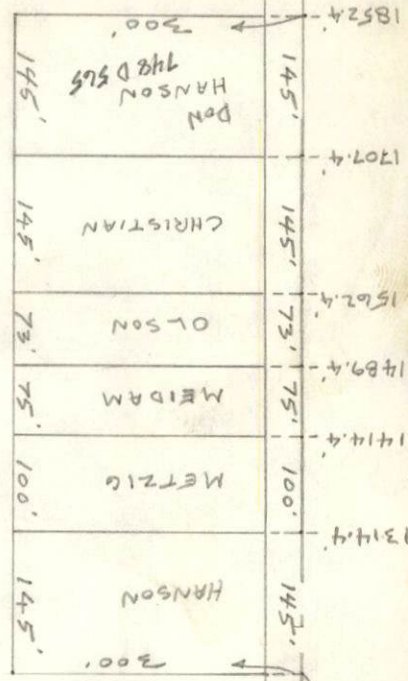 300'
145' HANSON 145'
1314.4'
100' METZIG 100'
1414.4'
75' MEIDAM 75'
1489.4'
73' OLSON 73'
1562.4'
145' CHRISTIAN 145'
1707.4'
DON
145' HANSON 145'
748 D 565
300'
1852.4'